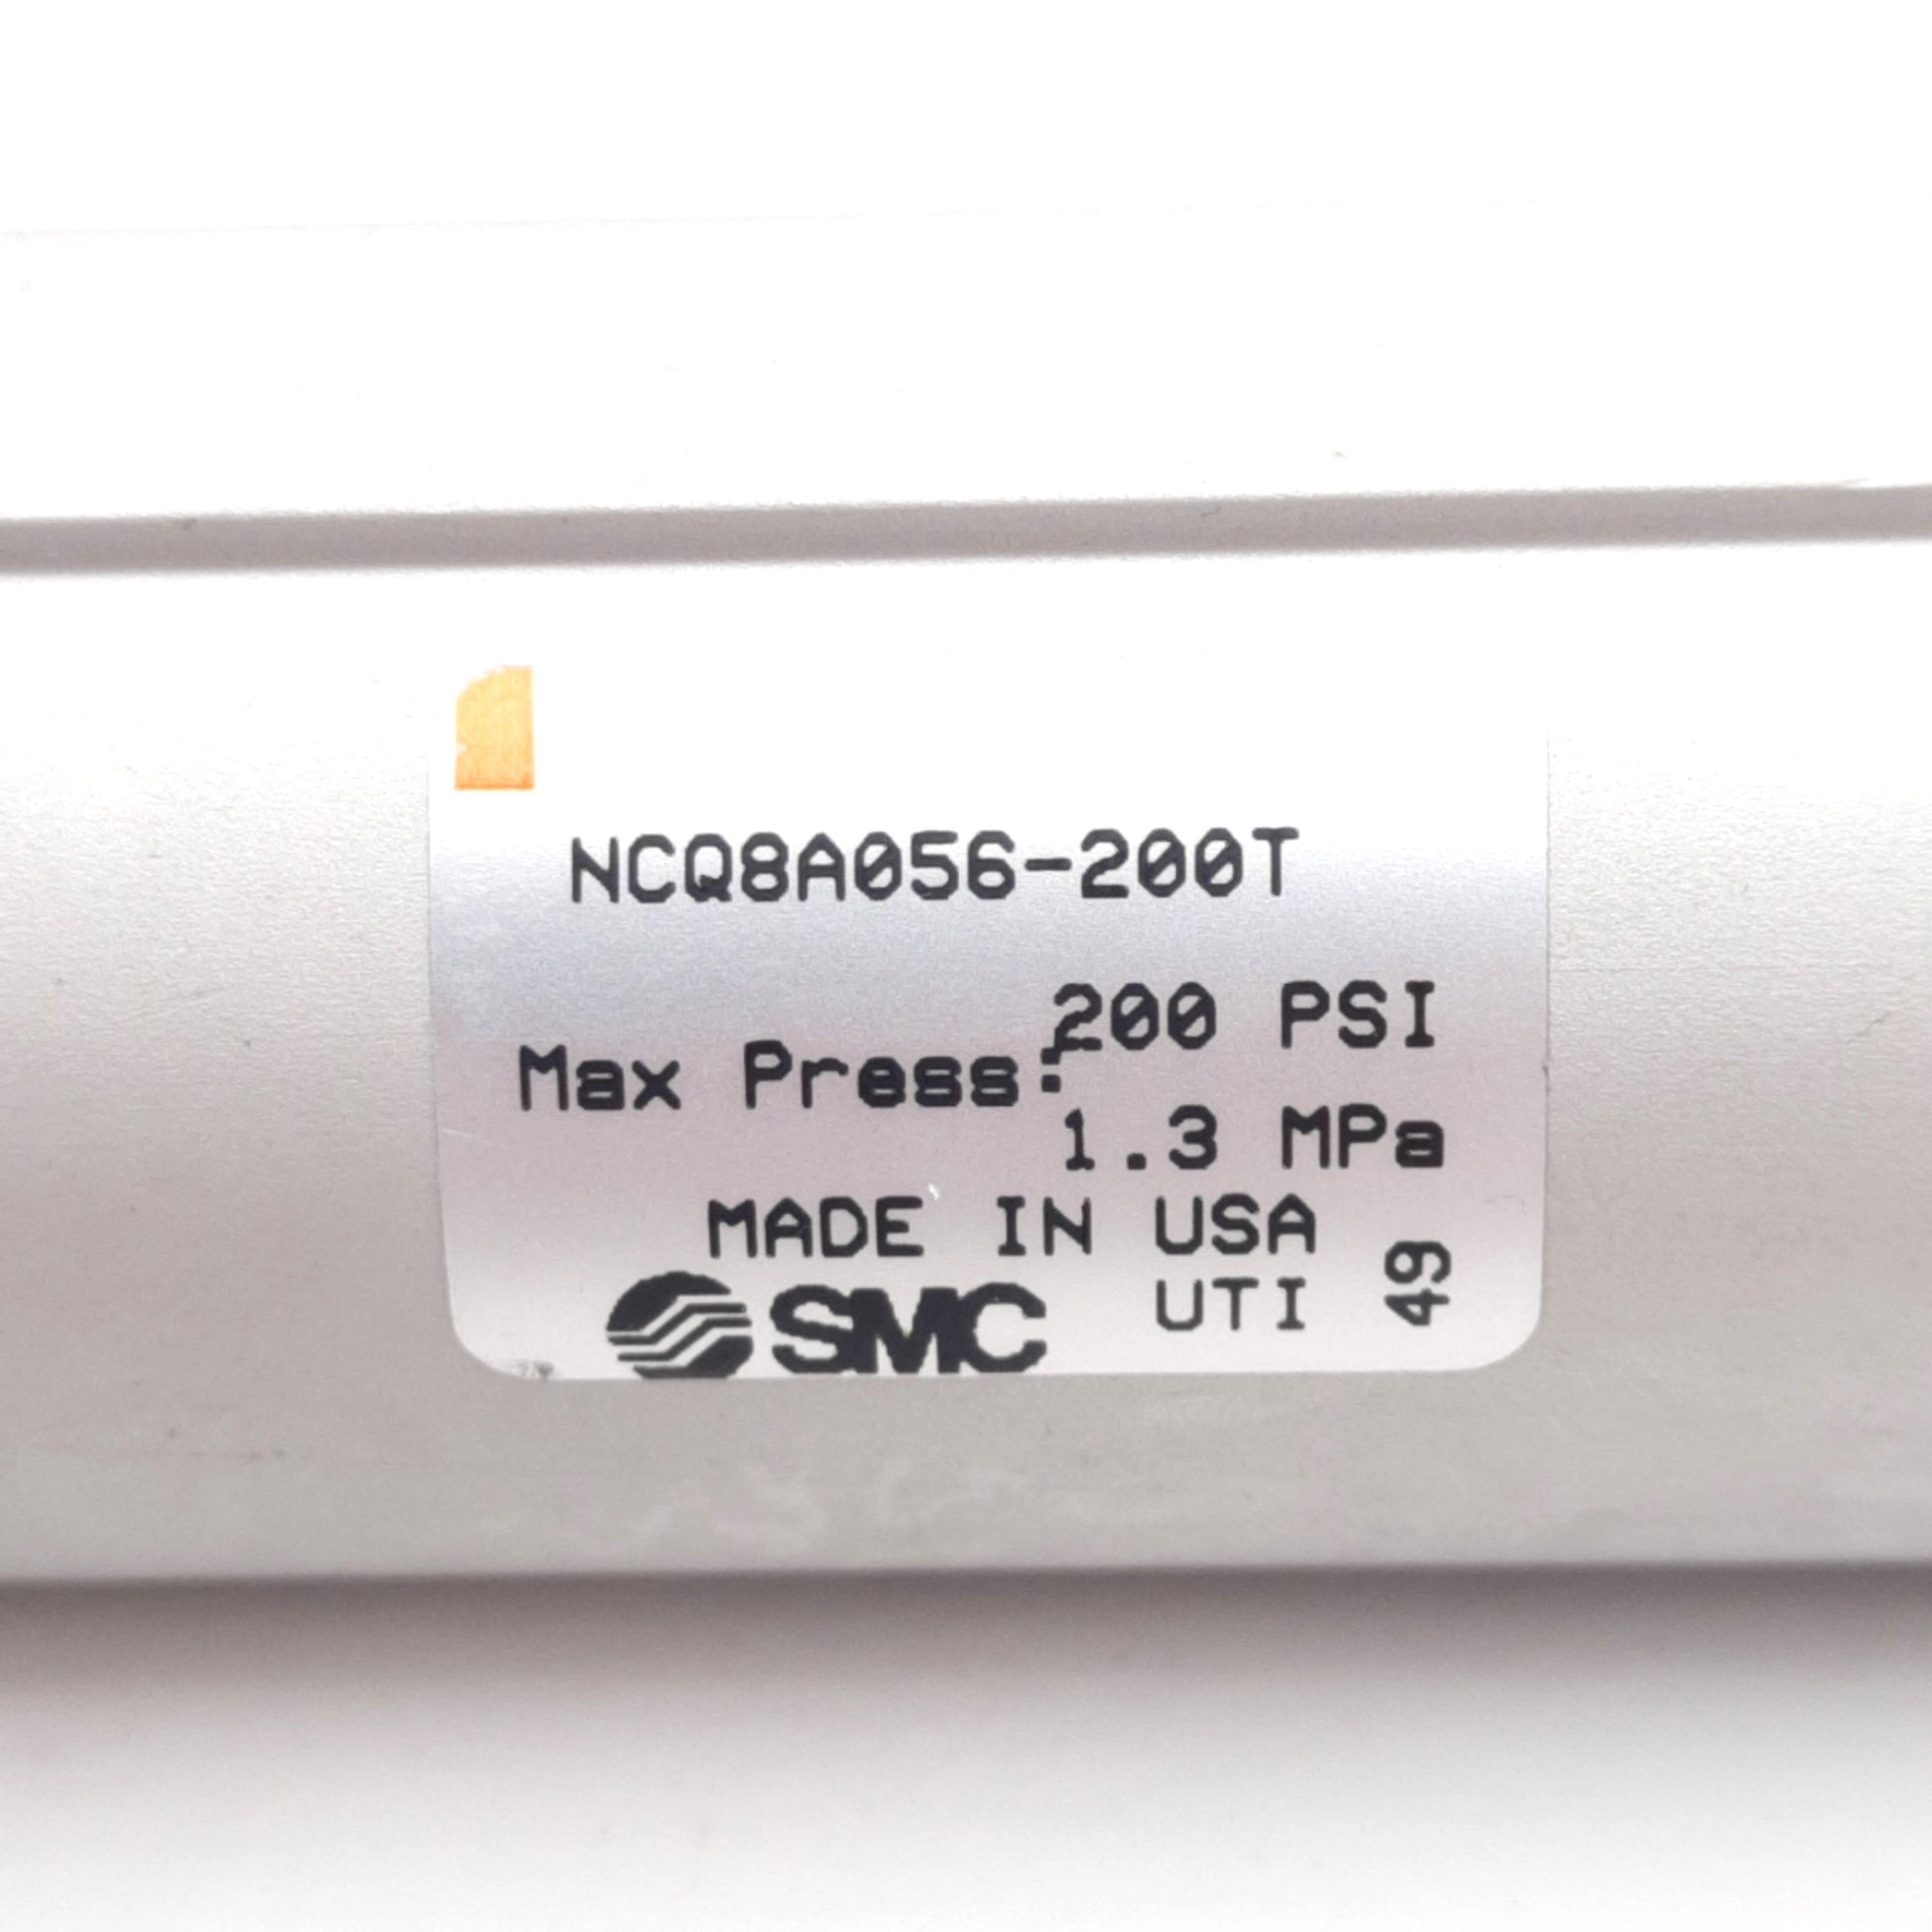 NCQ8A056-200T
200 PSI
Max Press:
1.3 MPa
MADE IN USA
SMC UTI 49